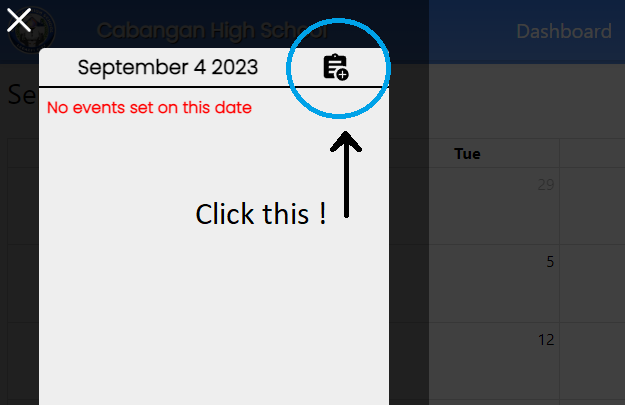 Cabangan High School
Dashboard
September 4 2023
Se
No events set on this date
Tue
29
Click this !
5
12